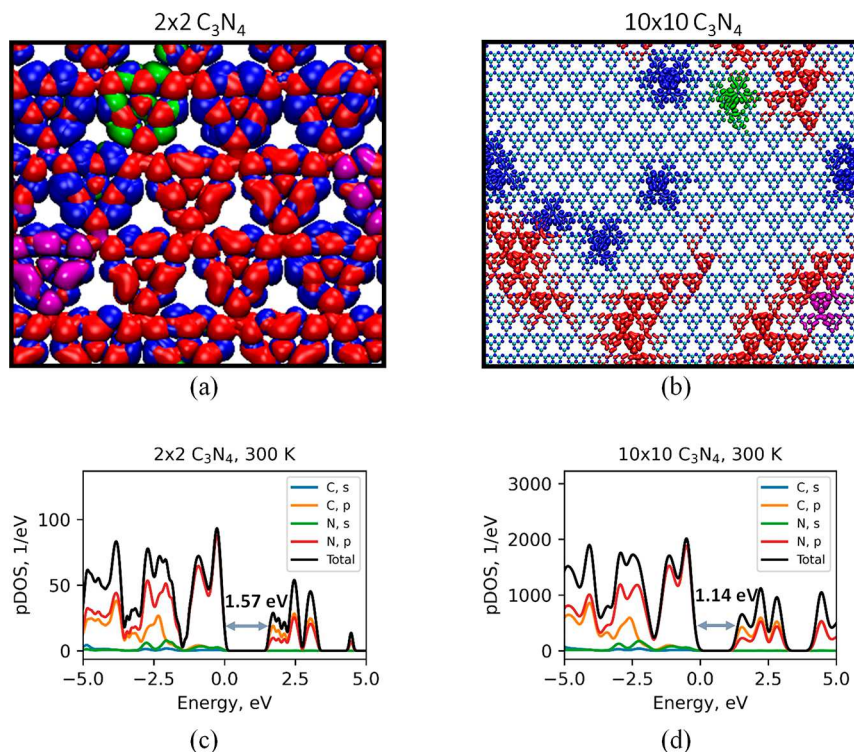 2x2 C₃N₄
10x10 C₃N₄
(a)
(b)
2x2 C₃N₄, 300 K
pDOS, 1/eV
100
50
0
C, s
C, p
N, s
N, p
Total
1.57 eV
−5.0
−2.5
0.0
2.5
5.0
Energy, eV
10x10 C₃N₄, 300 K
pDOS, 1/eV
3000
2000
1000
0
C, s
C, p
N, s
N, p
Total
1.14 eV
−5.0
−2.5
0.0
2.5
5.0
Energy, eV
(c)
(d)